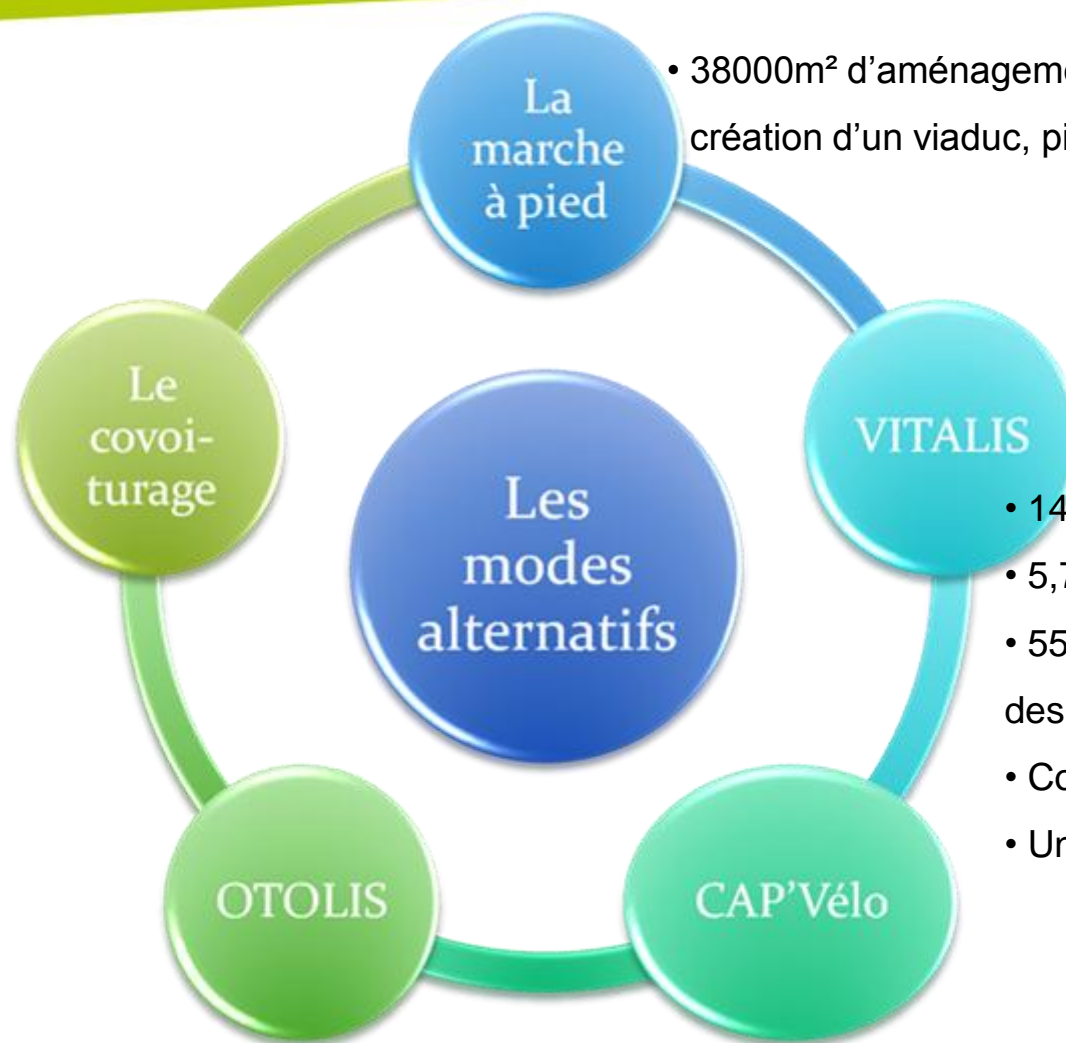 La
marche
à pied
• 38000m² d'aménageme
création d'un viaduc, pi
VITALIS
• 14
• 5,7
• 55
des
• Co
• Un
CAP'Vélo
OTOLIS
Le
covoi-
turage
Les
modes
alternatifs